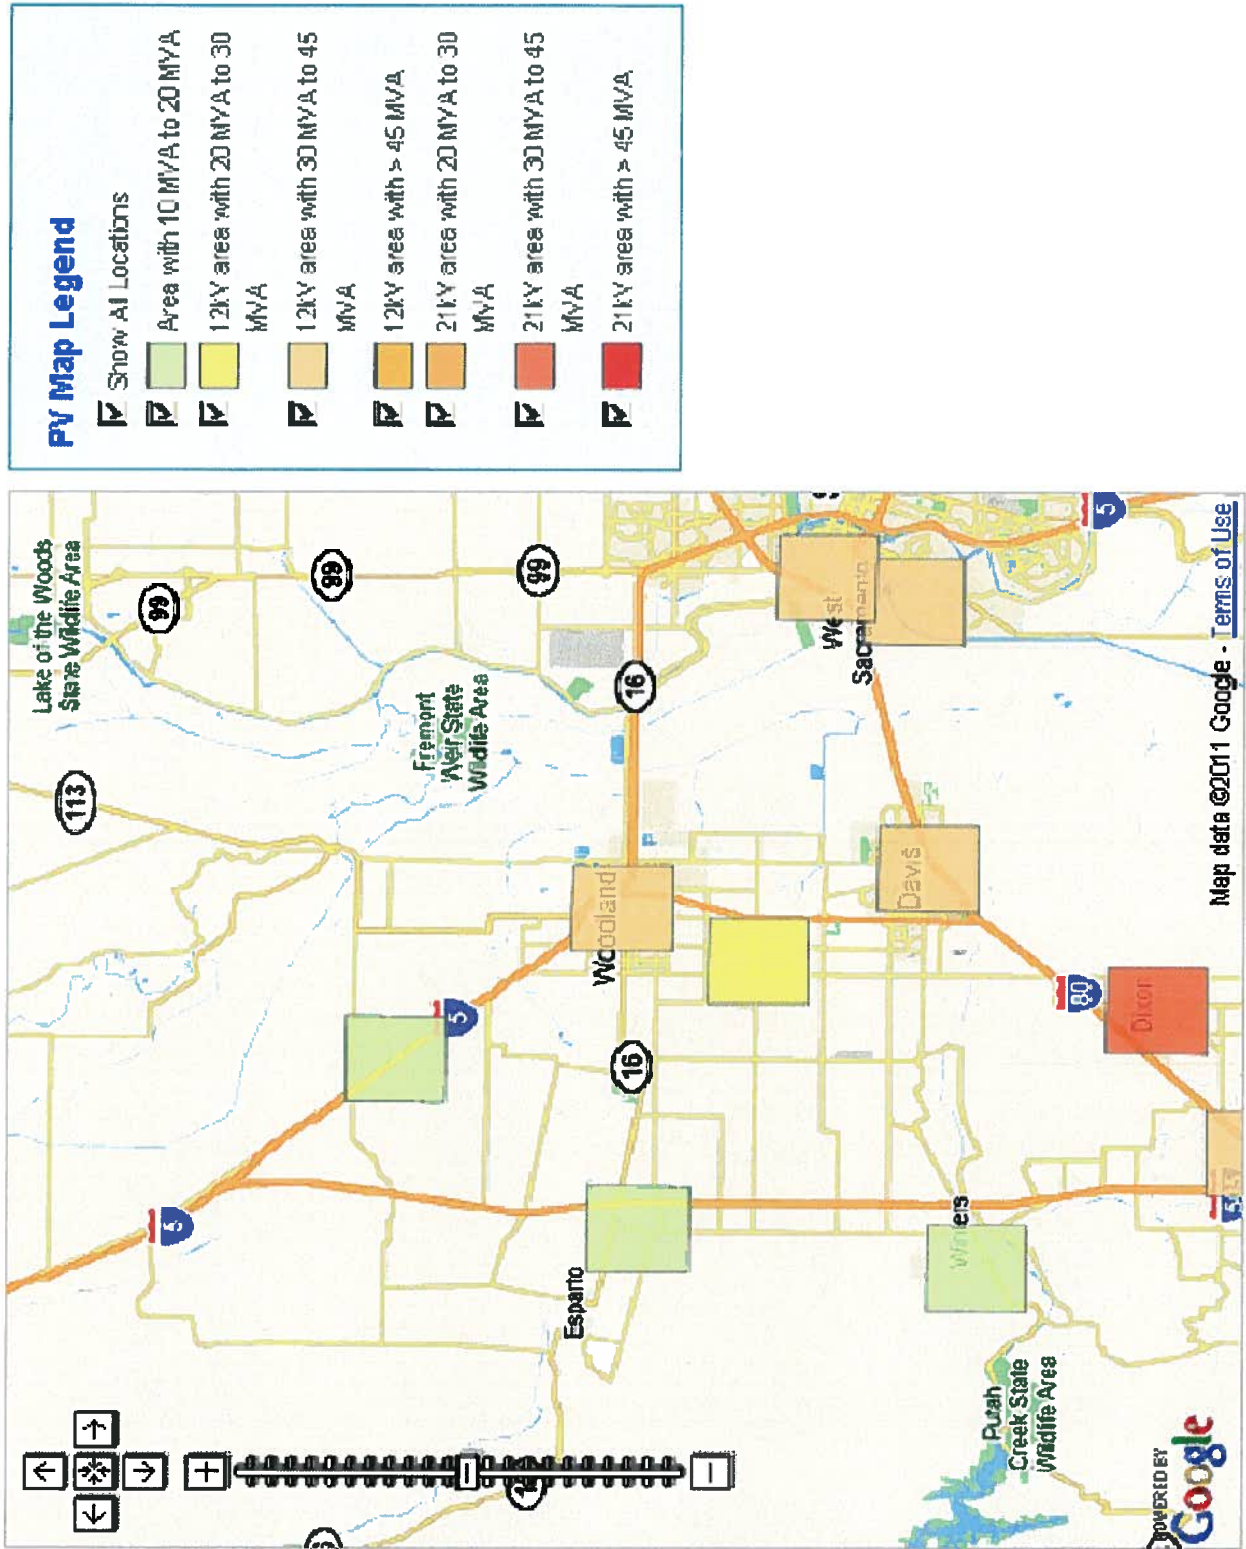 PV Map Legend
Show All Locations
Area with 10 MVA to 20 MVA
12kV area with 20 MVA to 30
MVA
12kV area with 30 MVA to 45
MVA
12kV area with > 45 MVA
21kV area with 20 MVA to 30
MVA
21kV area with 30 MVA to 45
MVA
21kV area with > 45 MVA
Lake of the Woods
State Wildlife Area
113
99
99
99
Fremont
Weir State
Wildlife Area
5
5
16
16
Woodland
Esparto
West
Sacramento
Davis
Winters
80
Dixon
5
Putah
Creek State
Wildlife Area
POWERED BY
Google
Map data ©2011 Google - Terms of Use